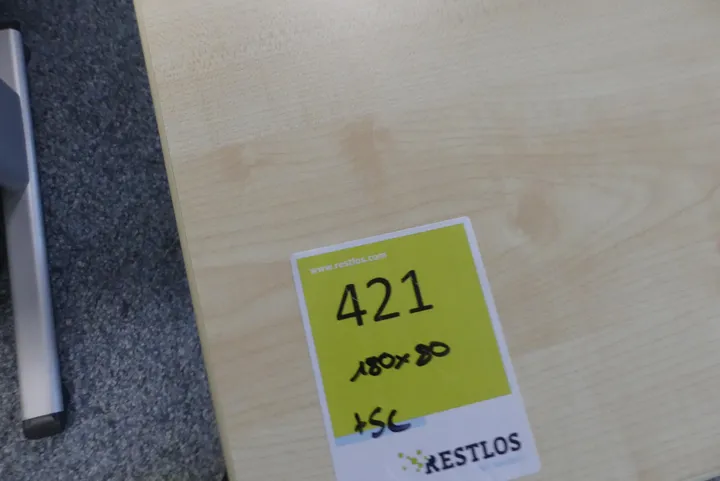 www.restlos.com
421
180x80
+SC
RESTLOS